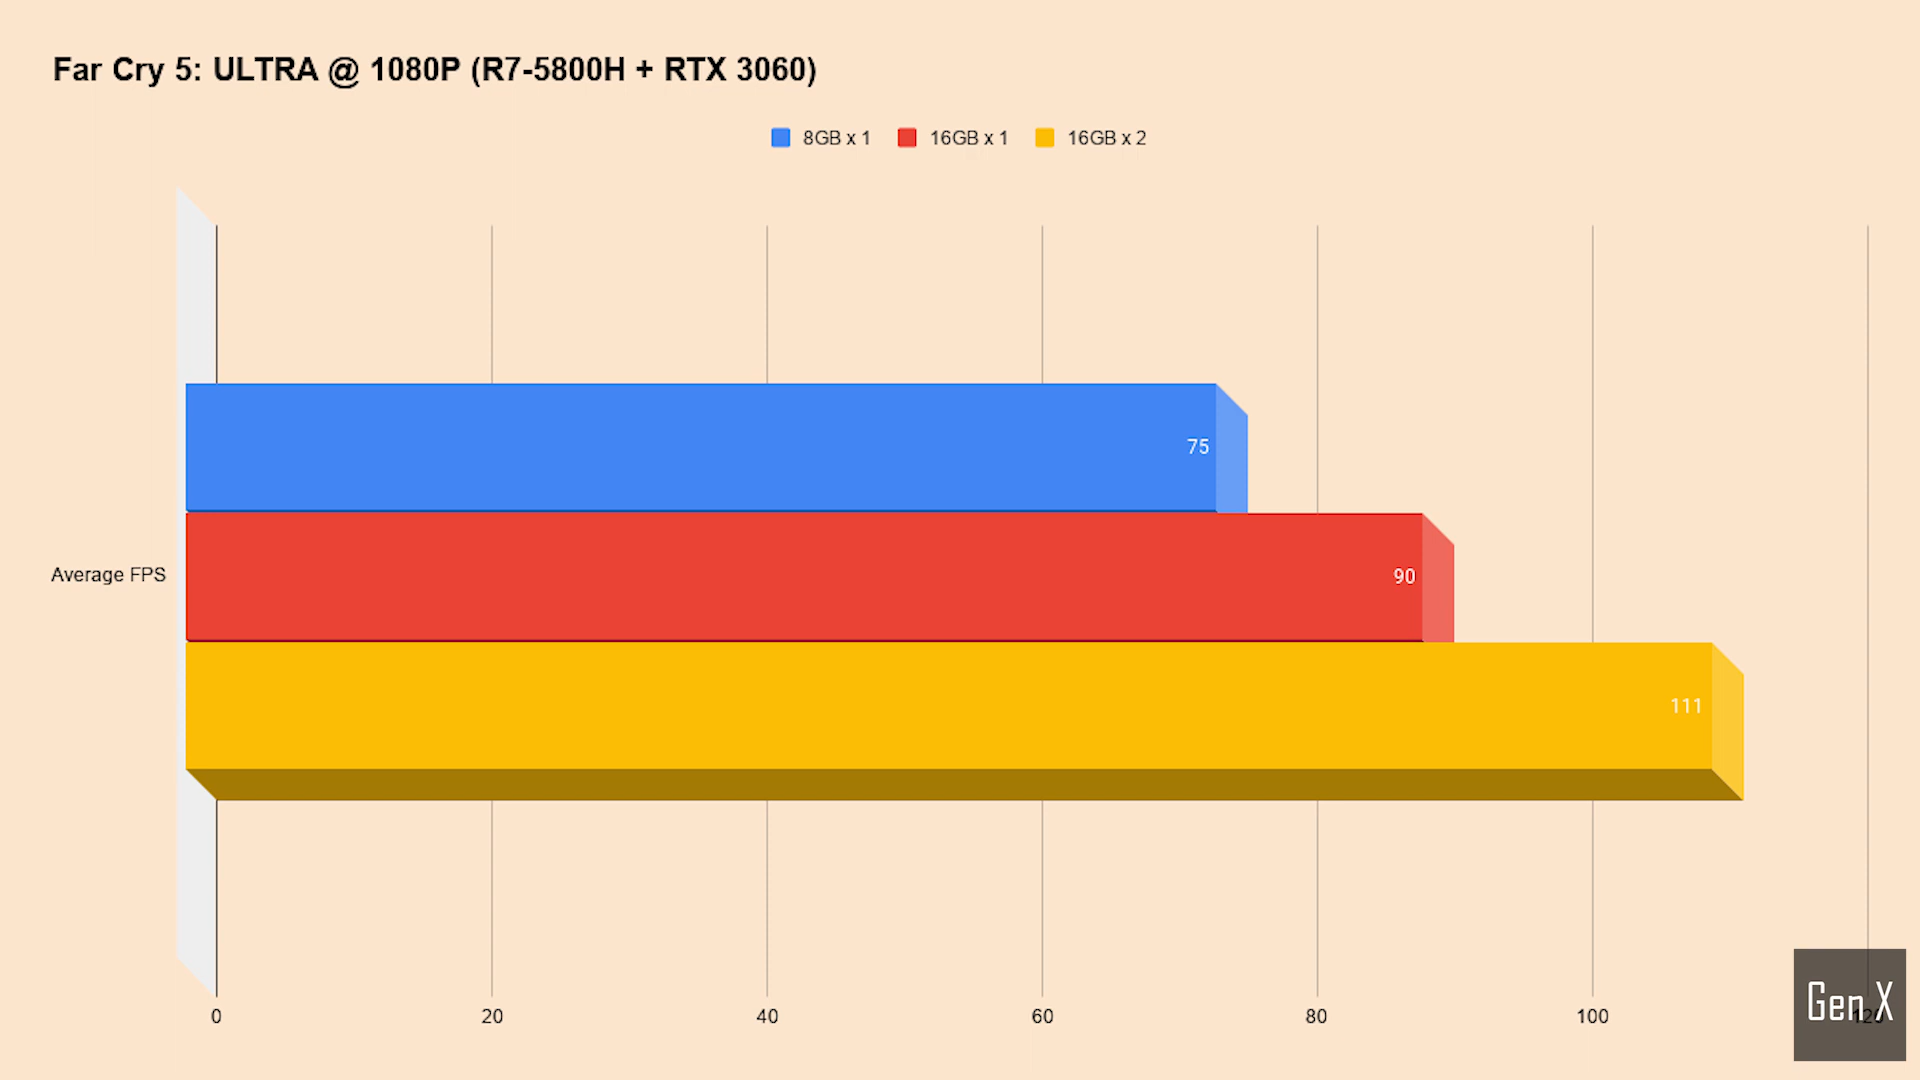 Far Cry 5: ULTRA @ 1080P (R7-5800H + RTX 3060)
8GB x 1 16GB x 1 16GB x 2
75
90
Average FPS
111
0 20 40 60 80 100 120
Gen X